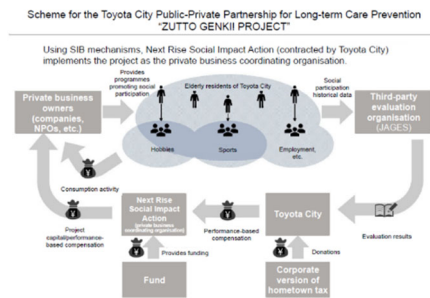 Scheme for the Toyota City Public-Private Partnership for Long-term Care Prevention
"ZUTTO GENKII PROJECT"
Using SIB mechanisms, Next Rise Social Impact Action (contracted by Toyota City)
implements the project as the private business coordinating organisation.
Provides
programmes
promoting social
participation.
Elderly residents of Toyota City
Social
participation
historical data
Private business
owners
(companies,
NPOs, etc.)
Third-party
evaluation
organisation
(JAGES)
Hobbies
Sports
Employment,
etc.
Consumption activity
Next Rise
Social Impact
Action
(private business
coordinating organisation)
Toyota City
Project
capital/performance-
based compensation
Performance-based
compensation
Evaluation results
Provides funding
Donations
Fund
Corporate
version of
hometown tax